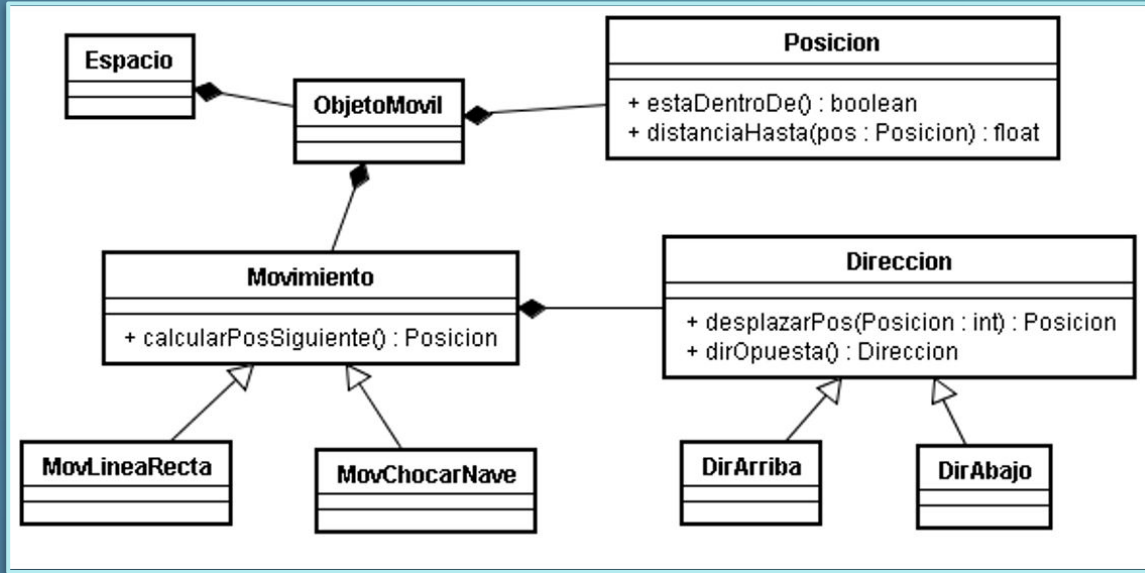 Espacio
ObjetoMovil
Posicion
+ estaDentroDe() : boolean
+ distanciaHasta(pos : Posicion) : float
Movimiento
+ calcularPosSiguiente() : Posicion
Direccion
+ desplazarPos(Posicion : int) : Posicion
+ dirOpuesta() : Direccion
MovLineaRecta
MovChocarNave
DirArriba
DirAbajo